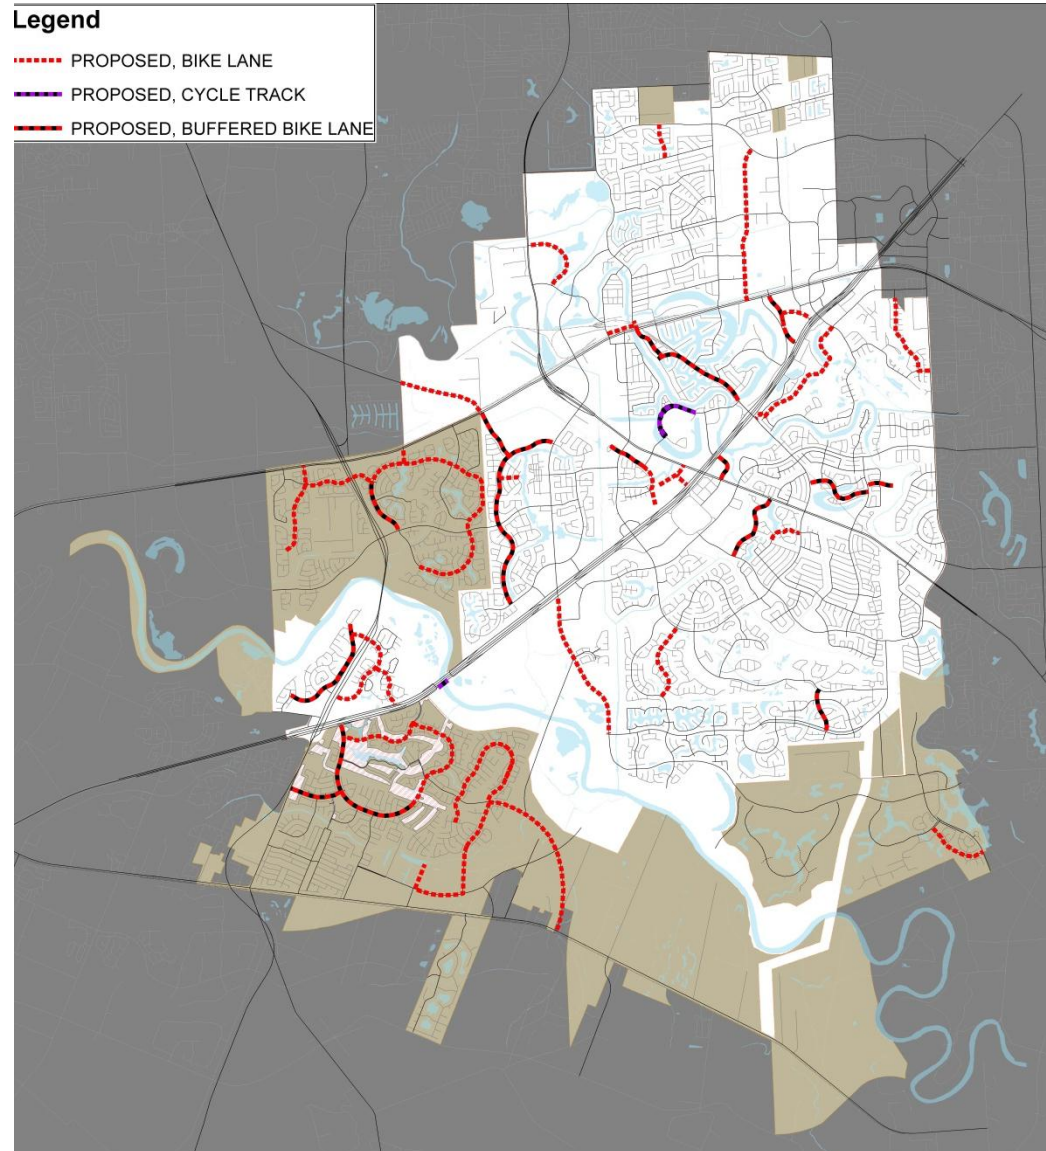 Legend
PROPOSED, BIKE LANE
PROPOSED, CYCLE TRACK
PROPOSED, BUFFERED BIKE LANE